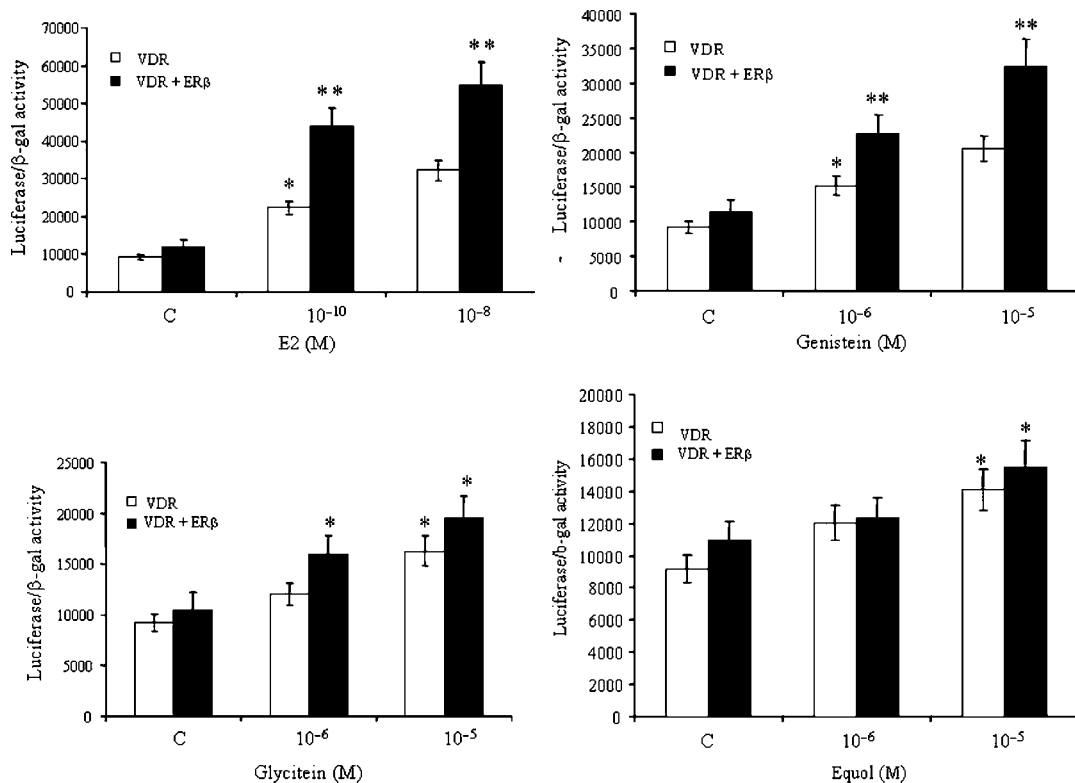 Luciferase/β-gal activity
70000
60000
50000
40000
30000
20000
10000
0
VDR
VDR + ERβ
*
**
**
C
10⁻¹⁰
10⁻⁸
E2 (M)
Luciferase/β-gal activity
40000
35000
30000
25000
20000
15000
10000
5000
0
VDR
VDR + ERβ
*
**
**
C
10⁻⁶
10⁻⁵
Genistein (M)
Luciferase/β-gal activity
25000
20000
15000
10000
5000
0
VDR
VDR + ERβ
*
*
*
C
10⁻⁶
10⁻⁵
Glycitein (M)
Luciferase/b-gal activity
20000
18000
16000
14000
12000
10000
8000
6000
4000
2000
0
VDR
VDR + ERβ
*
*
C
10⁻⁶
10⁻⁵
Equol (M)